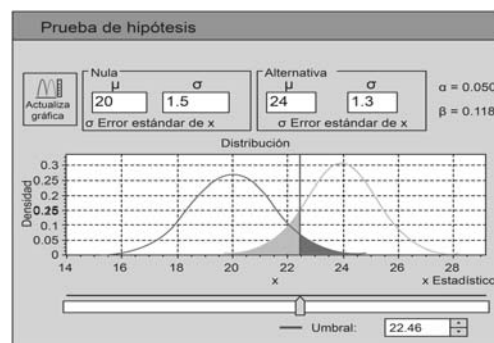 Prueba de hipótesis
Actualiza
gráfica
Nula
μ σ
20 1.5
σ Error estándar de x
Alternativa
μ σ
24 1.3
σ Error estándar de x
α = 0.050
β = 0.118
Distribución
Densidad
0.3
0.25
0.2
0.25
0.1
0.05
0
14 16 18 20 22 24 26 28
x x Estadístico
Umbral: 22.46